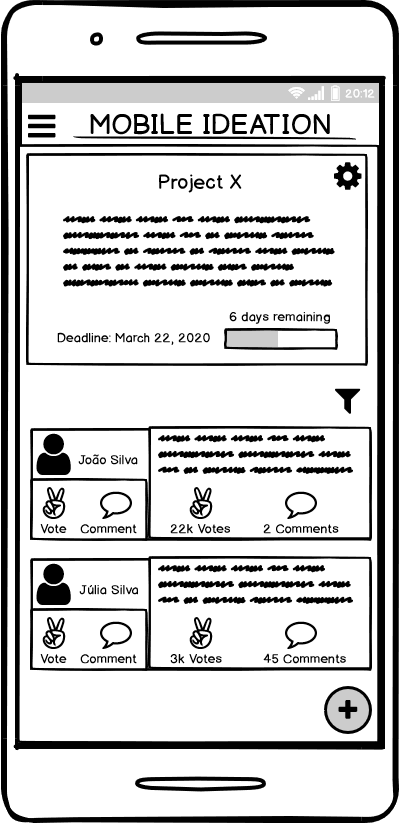 20:12
MOBILE IDEATION
Project X
6 days remaining
Deadline: March 22, 2020
João Silva
Vote Comment
22k Votes 2 Comments
Júlia Silva
Vote Comment
3k Votes 45 Comments